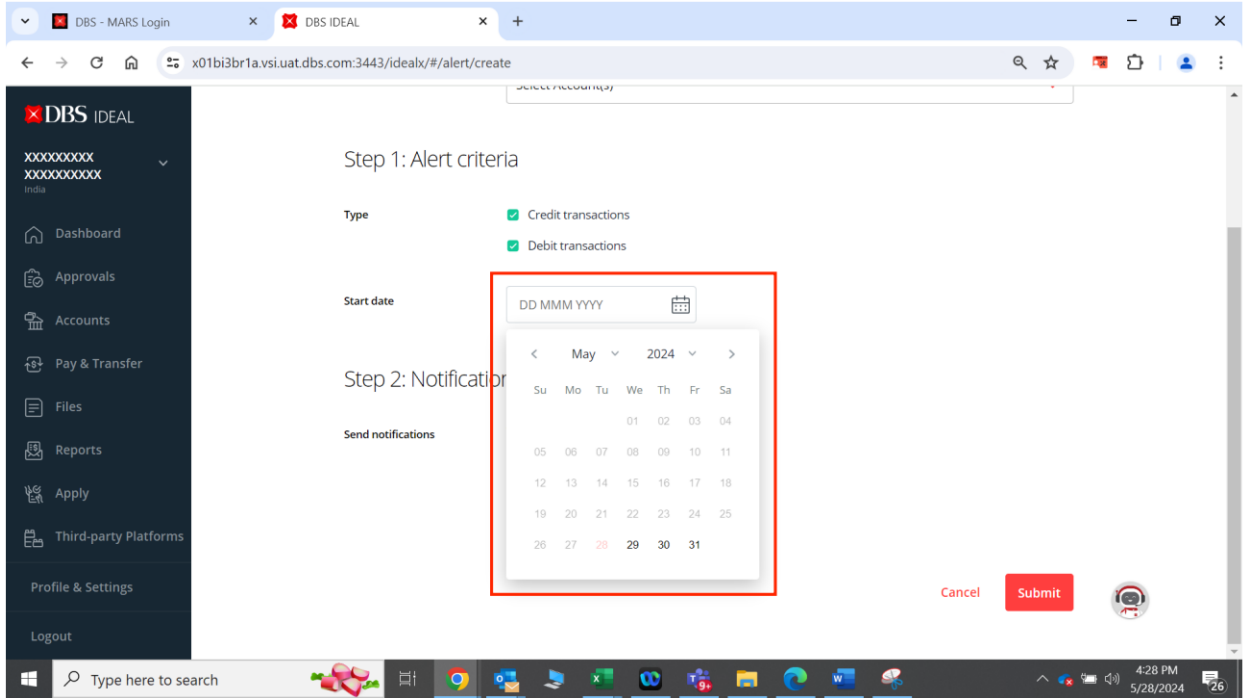 DBS - MARS Login
DBS IDEAL
x01bi3br1a.vsi.uat.dbs.com:3443/idealx/#/alert/create
DBS IDEAL
XXXXXXXXX
XXXXXXXXXX
India
Dashboard
Approvals
Accounts
Pay & Transfer
Files
Reports
Apply
Third-party Platforms
Profile & Settings
Logout
Select Account(s)
Step 1: Alert criteria
Type
Credit transactions
Debit transactions
Start date
DD MMM YYYY
May 2024
Su Mo Tu We Th Fr Sa
01 02 03 04
05 06 07 08 09 10 11
12 13 14 15 16 17 18
19 20 21 22 23 24 25
26 27 28 29 30 31
Step 2: Notification
Send notifications
Cancel
Submit
Type here to search
9+
4:28 PM
5/28/2024
26